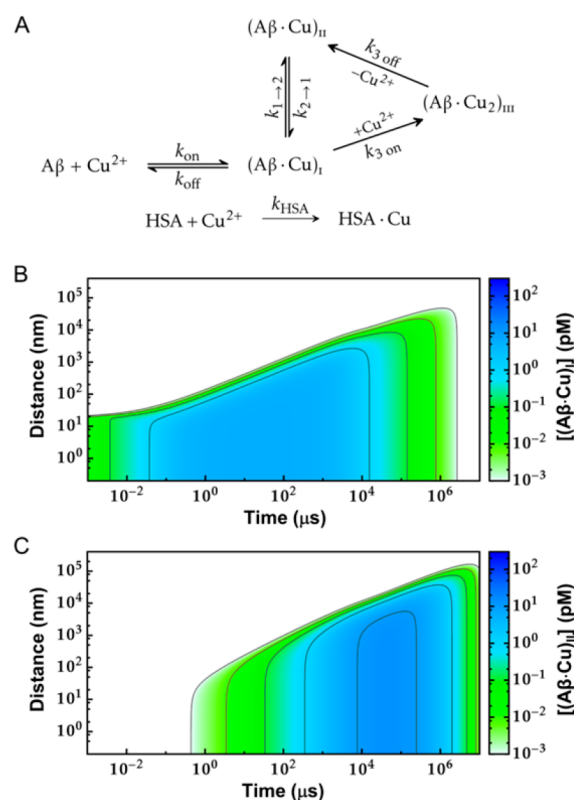 A
(Aβ · Cu)II
k3 off
−Cu2+
k1→2
k2→1
(Aβ · Cu2)III
+Cu2+
k3 on
Aβ + Cu2+
kon
koff
(Aβ · Cu)I
HSA + Cu2+
kHSA
HSA · Cu
B
Distance (nm)
10^5
10^4
10^3
10^2
10^1
10^0
10^−2 10^0 10^2 10^4 10^6
Time (μs)
10^2
10^1
10^0
10^−1
10^−2
10^−3
[(Aβ·Cu)I] (pM)
C
Distance (nm)
10^5
10^4
10^3
10^2
10^1
10^0
10^−2 10^0 10^2 10^4 10^6
Time (μs)
10^2
10^1
10^0
10^−1
10^−2
10^−3
[(Aβ·Cu)II] (pM)